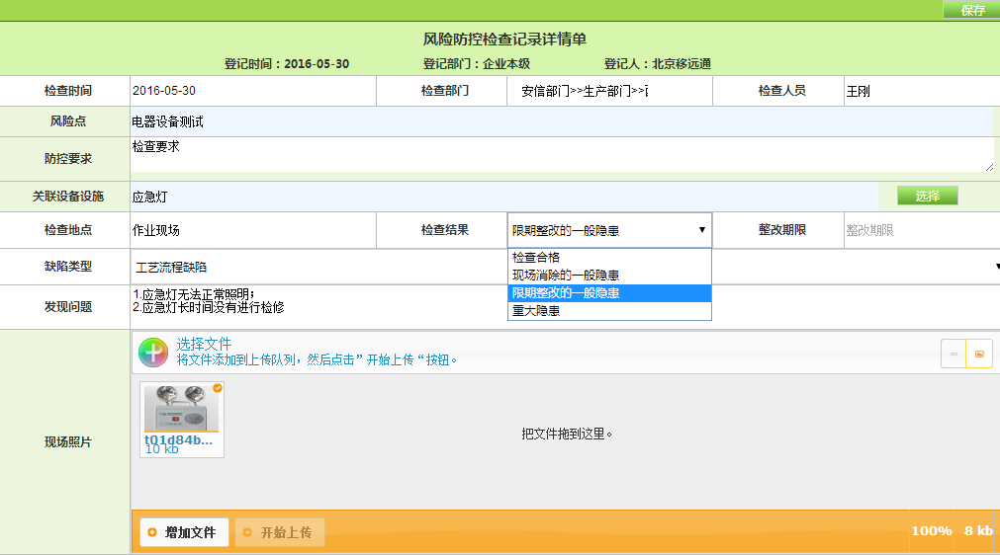 保存
风险防控检查记录详情单
登记时间：2016-05-30 登记部门：企业本级 登记人：北京移远通
检查时间 2016-05-30 检查部门 安信部门>>生产部门>> 检查人员 王刚
风险点 电器设备测试
防控要求 检查要求
关联设备设施 应急灯 选择
检查地点 作业现场 检查结果 限期整改的一般隐患 整改期限 整改期限
检查合格
现场消除的一般隐患
限期整改的一般隐患
重大隐患
缺陷类型 工艺流程缺陷
发现问题 1.应急灯无法正常照明；
2.应急灯长时间没有进行检修
现场照片
选择文件
将文件添加到上传队列，然后点击”开始上传“按钮。
t01d84b...
10 kb
把文件拖到这里。
增加文件 开始上传 100% 8 kb